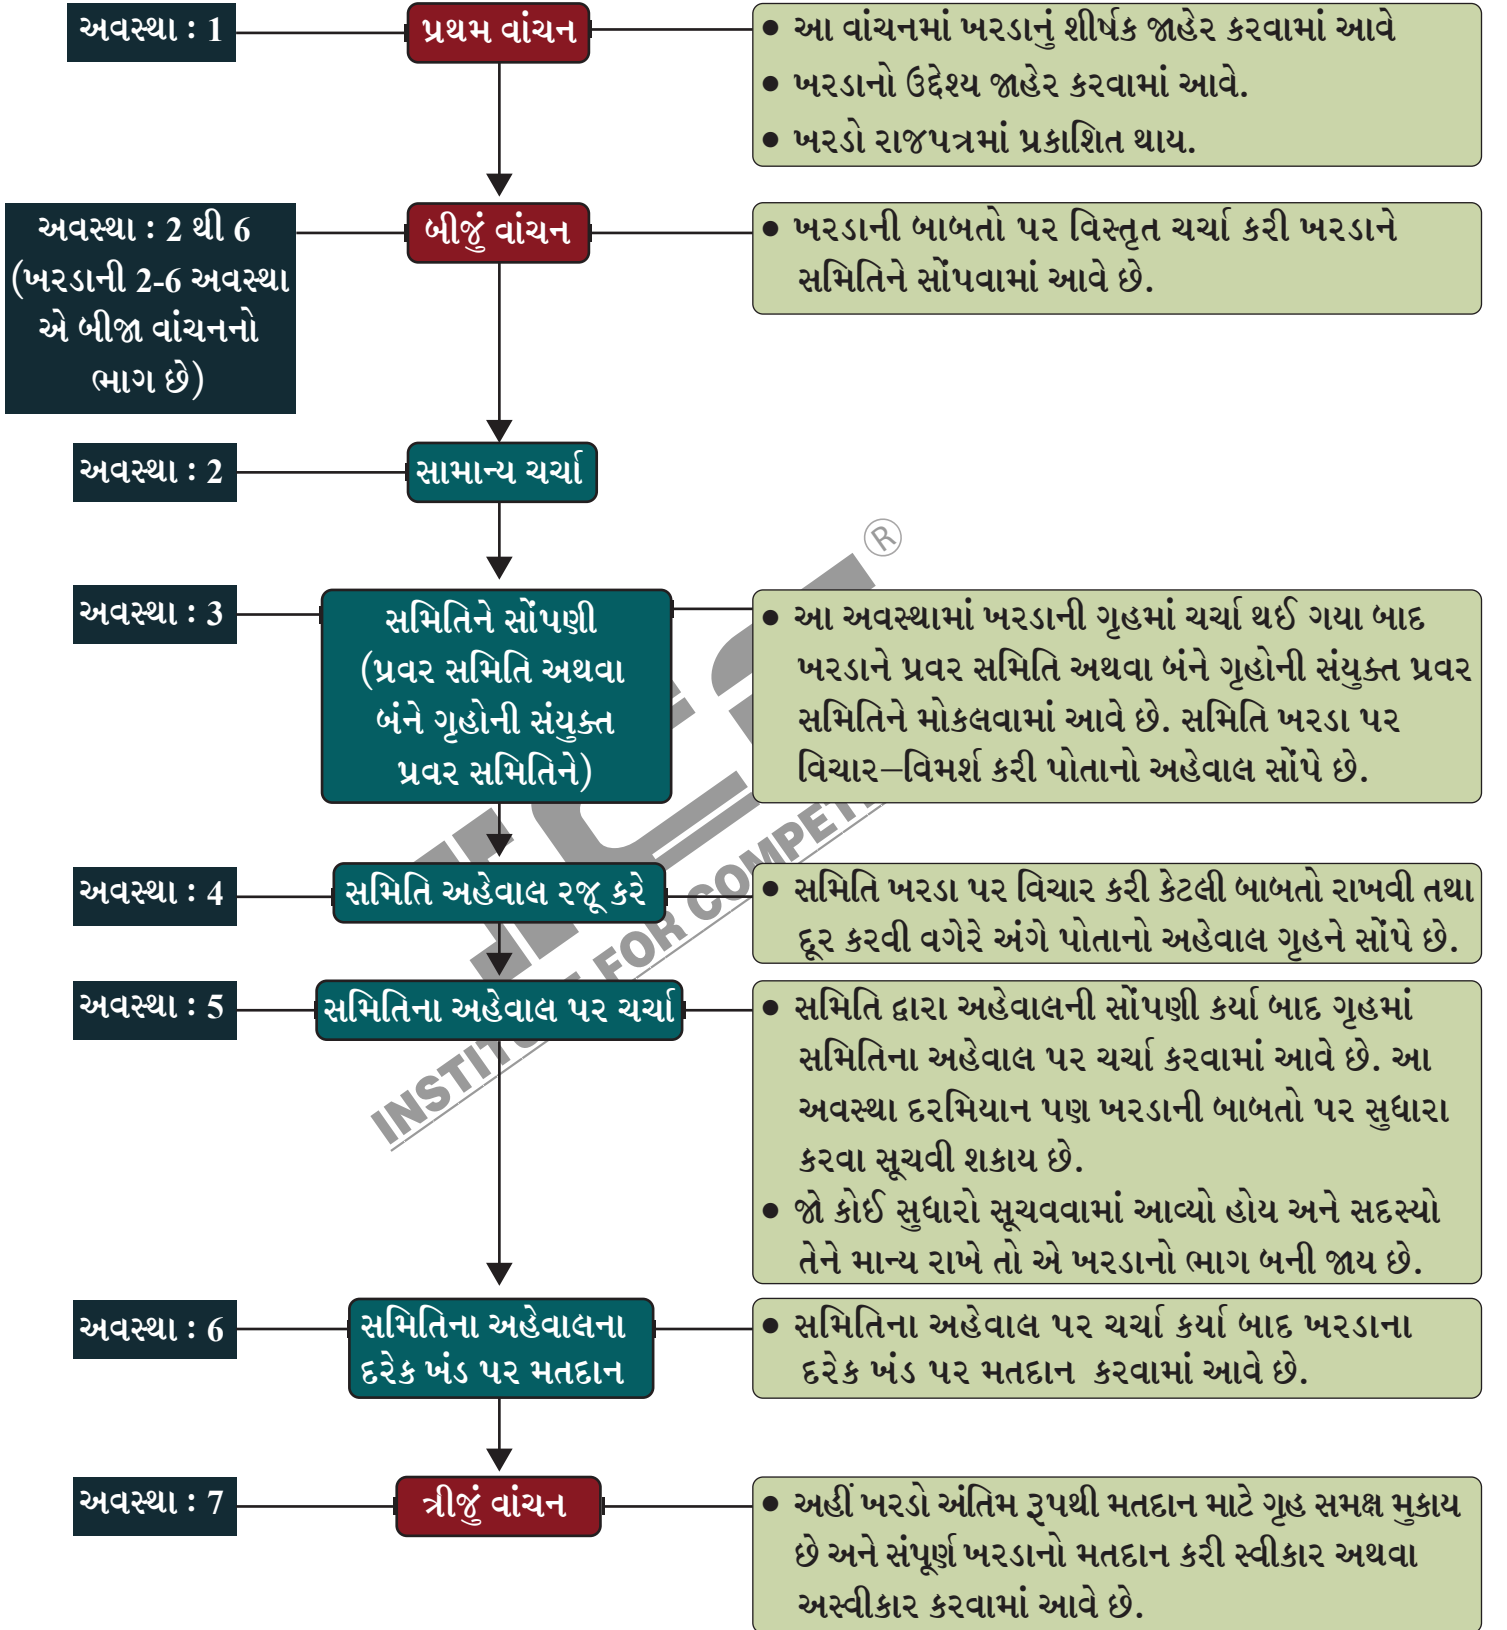 અવસ્થા : 1
પ્રથમ વાંચન
● આ વાંચનમાં ખરડાનું શીર્ષક જાહેર કરવામાં આવે
● ખરડાનો ઉદ્દેશ્ય જાહેર કરવામાં આવે.
● ખરડો રાજપત્રમાં પ્રકાશિત થાય.
અવસ્થા : 2 થી 6
(ખરડાની 2-6 અવસ્થા
એ બીજા વાંચનનો
ભાગ છે)
બીજું વાંચન
● ખરડાની બાબતો પર વિસ્તૃત ચર્ચા કરી ખરડાને
સમિતિને સોંપવામાં આવે છે.
અવસ્થા : 2
સામાન્ય ચર્ચા
અવસ્થા : 3
સમિતિને સોંપણી
(પ્રવર સમિતિ અથવા
બંને ગૃહોની સંયુક્ત
પ્રવર સમિતિને)
● આ અવસ્થામાં ખરડાની ગૃહમાં ચર્ચા થઈ ગયા બાદ
ખરડાને પ્રવર સમિતિ અથવા બંને ગૃહોની સંયુક્ત પ્રવર
સમિતિને મોકલવામાં આવે છે. સમિતિ ખરડા પર
વિચાર–વિમર્શ કરી પોતાનો અહેવાલ સોંપે છે.
અવસ્થા : 4
સમિતિ અહેવાલ રજૂ કરે
● સમિતિ ખરડા પર વિચાર કરી કેટલી બાબતો રાખવી તથા
દૂર કરવી વગેરે અંગે પોતાનો અહેવાલ ગૃહને સોંપે છે.
અવસ્થા : 5
સમિતિના અહેવાલ પર ચર્ચા
● સમિતિ દ્વારા અહેવાલની સોંપણી કર્યા બાદ ગૃહમાં
સમિતિના અહેવાલ પર ચર્ચા કરવામાં આવે છે. આ
અવસ્થા દરમિયાન પણ ખરડાની બાબતો પર સુધારા
કરવા સૂચવી શકાય છે.
● જો કોઈ સુધારો સૂચવવામાં આવ્યો હોય અને સદસ્યો
તેને માન્ય રાખે તો એ ખરડાનો ભાગ બની જાય છે.
અવસ્થા : 6
સમિતિના અહેવાલના
દરેક ખંડ પર મતદાન
● સમિતિના અહેવાલ પર ચર્ચા કર્યા બાદ ખરડાના
દરેક ખંડ પર મતદાન કરવામાં આવે છે.
અવસ્થા : 7
ત્રીજું વાંચન
● અહીં ખરડો અંતિમ રૂપથી મતદાન માટે ગૃહ સમક્ષ મુકાય
છે અને સંપૂર્ણ ખરડાનો મતદાન કરી સ્વીકાર અથવા
અસ્વીકાર કરવામાં આવે છે.
®
FOR